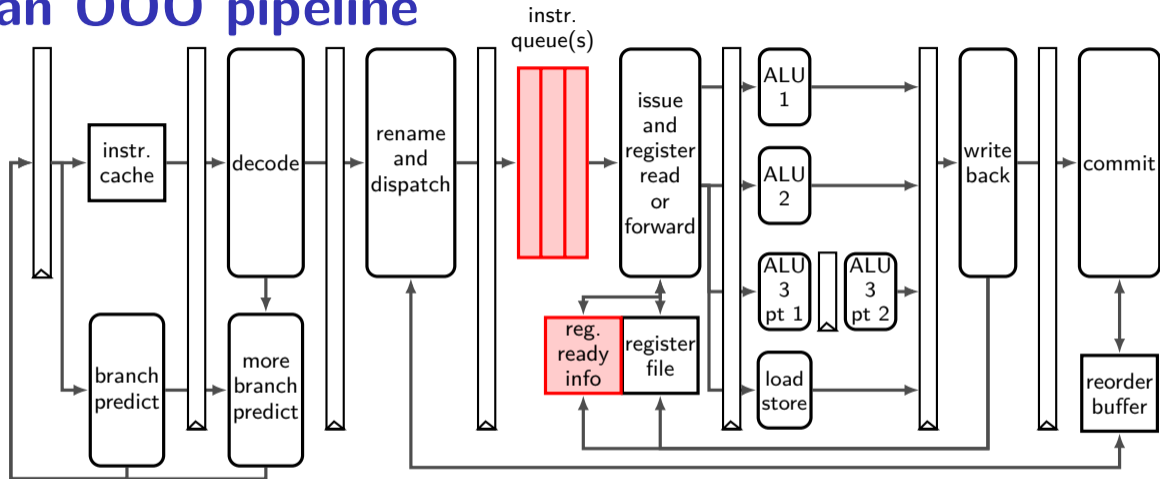 an OOO pipeline
instr.
queue(s)
instr.
cache
decode
rename
and
dispatch
issue
and
register
read
or
forward
ALU
1
ALU
2
ALU
3
pt 1
ALU
3
pt 2
load
store
write
back
commit
branch
predict
more
branch
predict
reg.
ready
info
register
file
reorder
buffer